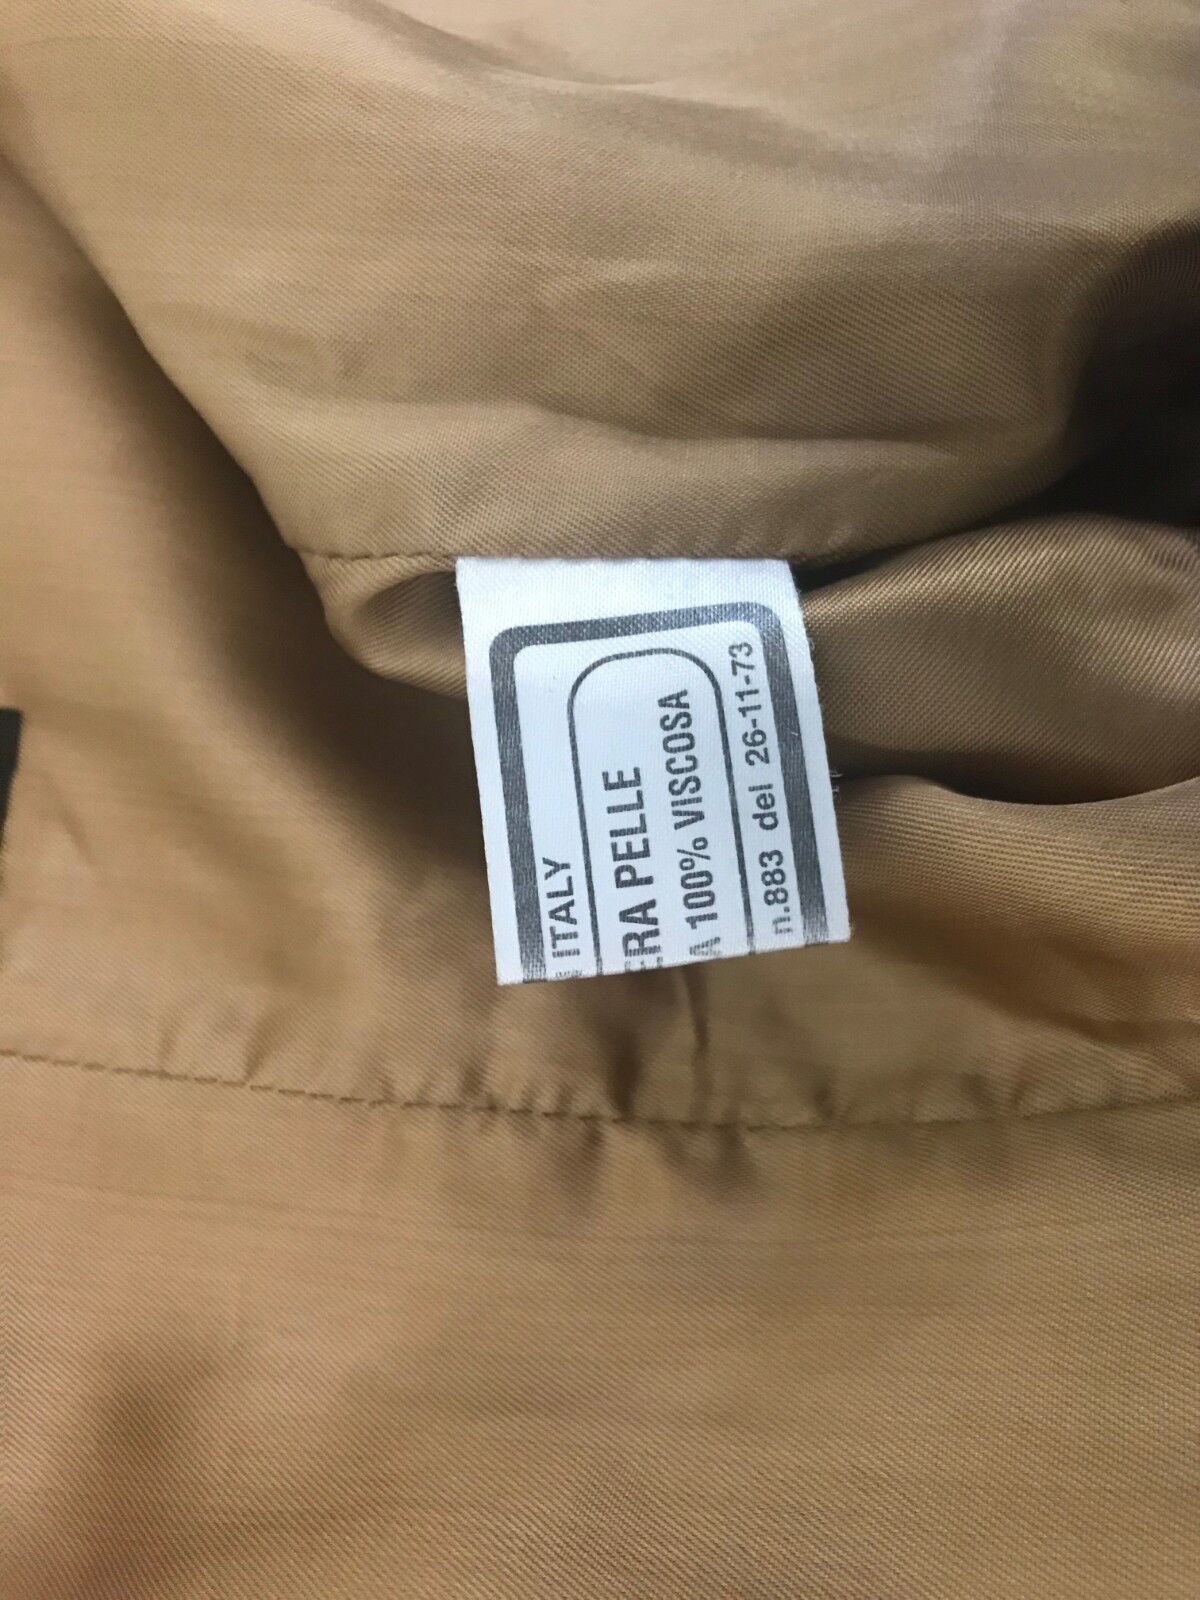 ITALY
ERA PELLE
A 100% VISCOSA
n.883 del 26-11-73